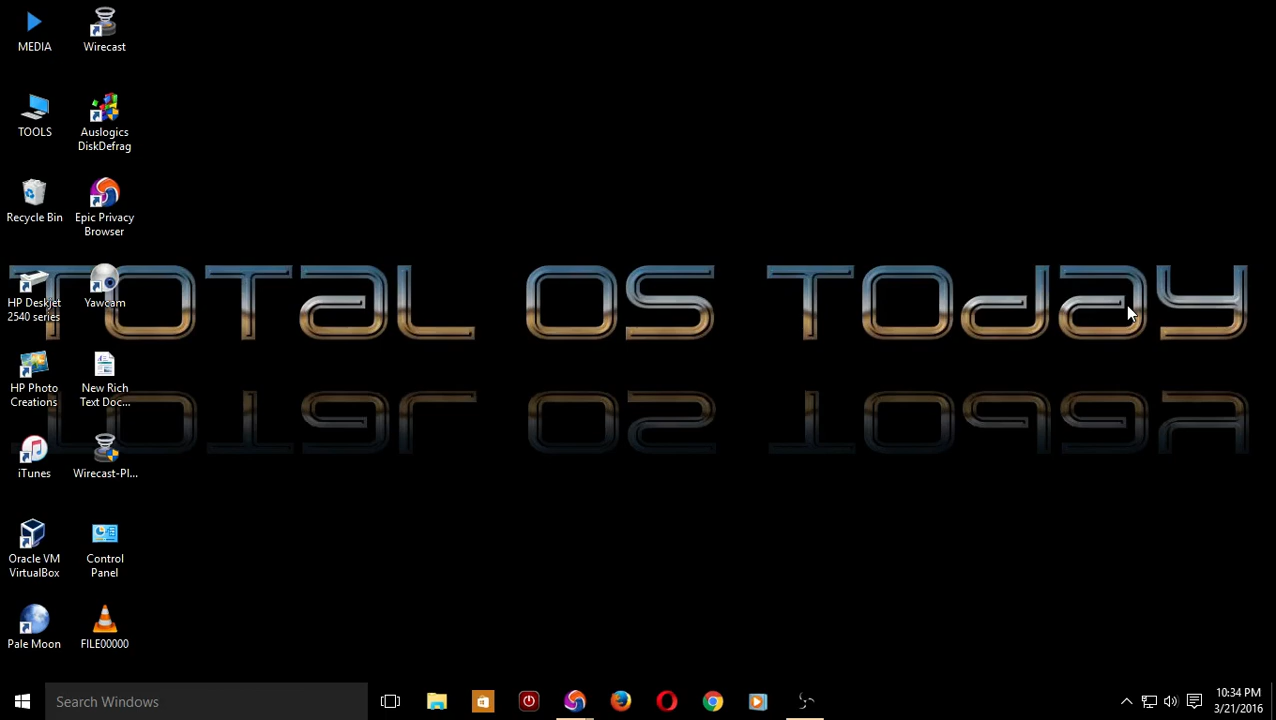 MEDIA
Wirecast
TOOLS
Auslogics
DiskDefrag
Recycle Bin
Epic Privacy
Browser
TOTaL OS TOdaY
HP Deskjet
2540 series
Yawcam
HP Photo
Creations
New Rich
Text Doc...
iTunes
Wirecast-Pl...
Oracle VM
VirtualBox
Control
Panel
Pale Moon
FILE00000
Search Windows
10:34 PM
3/21/2016